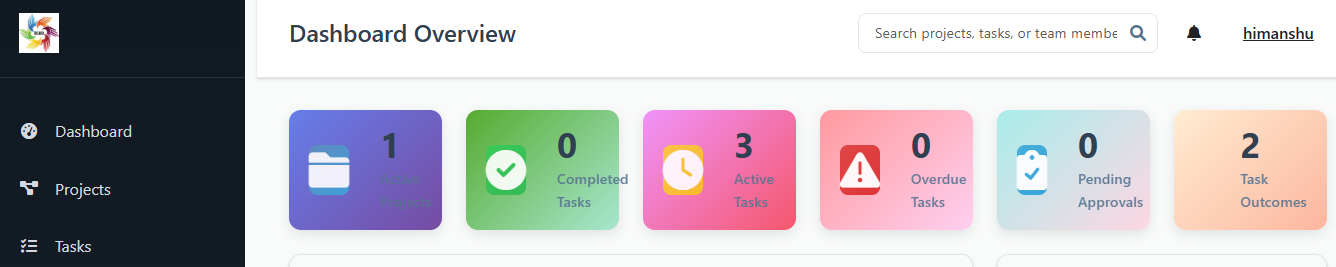 Dashboard Overview
Search projects, tasks, or team membe
himanshu
Dashboard
Projects
Tasks
1
Projects
0
Completed
Tasks
3
Active
Tasks
0
Overdue
Tasks
0
Pending
Approvals
2
Task
Outcomes